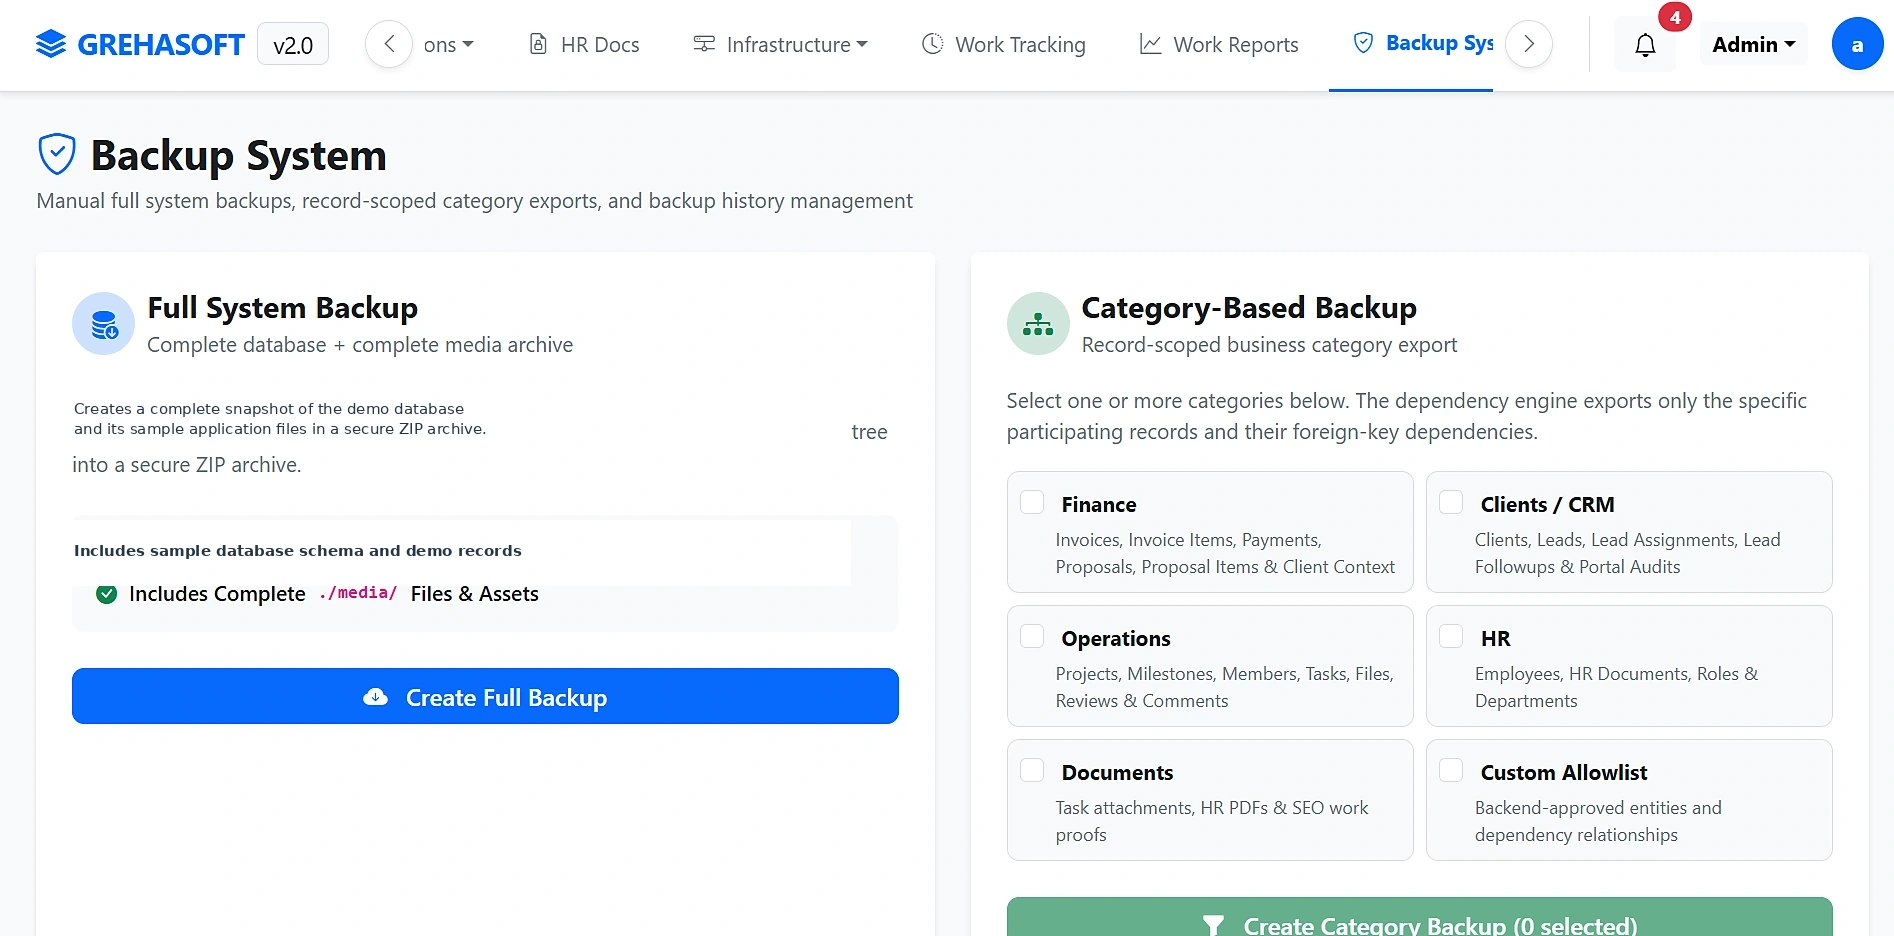 GREHASOFT v2.0 ons HR Docs Infrastructure Work Tracking Work Reports Backup Sys 4 Admin a
Backup System
Manual full system backups, record-scoped category exports, and backup history management
Full System Backup
Complete database + complete media archive
Creates a complete snapshot of the demo database
and its sample application files in a secure ZIP archive.
tree
into a secure ZIP archive.
Includes sample database schema and demo records
Includes Complete ./media/ Files & Assets
Create Full Backup
Category-Based Backup
Record-scoped business category export
Select one or more categories below. The dependency engine exports only the specific
participating records and their foreign-key dependencies.
Finance
Invoices, Invoice Items, Payments,
Proposals, Proposal Items & Client Context
Clients / CRM
Clients, Leads, Lead Assignments, Lead
Followups & Portal Audits
Operations
Projects, Milestones, Members, Tasks, Files,
Reviews & Comments
HR
Employees, HR Documents, Roles &
Departments
Documents
Task attachments, HR PDFs & SEO work
proofs
Custom Allowlist
Backend-approved entities and
dependency relationships
Create Category Backup (0 selected)